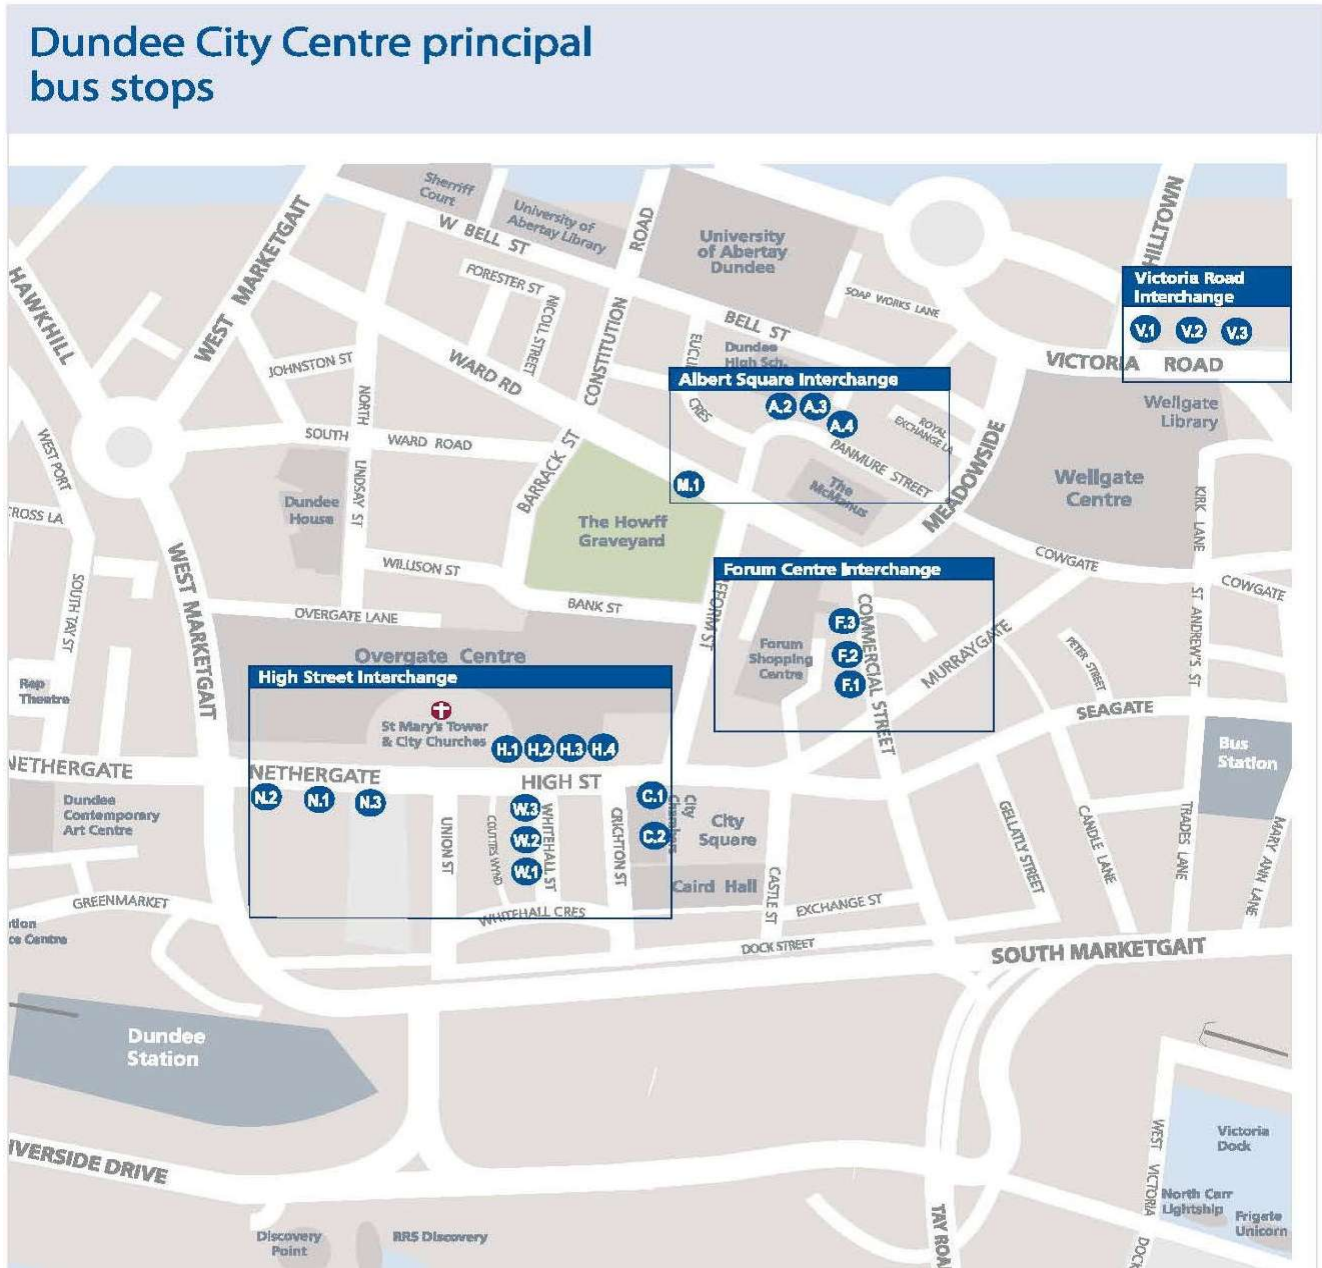 Dundee City Centre principal
bus stops
Sherriff
Court
University of
Abertay Library
W BELL ST
ROAD
University
of Abertay
Dundee
HILLTOWN
HAWKHILL
WEST MARKETGAIT
FORESTER ST
NICOLL STREET
CONSTITUTION
SOAP WORKS LANE
BELL ST
Dundee
High Sch.
Victoria Road
Interchange
V.1 V.2 V.3
VICTORIA ROAD
JOHNSTON ST
WARD RD
Albert Square Interchange
A.2 A.3
A.4
CRES
ROYAL
EXCHANGE LA
PANMURE STREET
The
McManus
M.1
MEADOWSIDE
Wellgate
Library
Wellgate
Centre
KIRK LANE
NORTH LINDSAY ST
SOUTH WARD ROAD
BARRACK ST
WEST PORT
Dundee
House
The Howff
Graveyard
WEST MARKETGAIT
SOUTH TAY ST
WILLISON ST
OVERGATE LANE
BANK ST
Overgate Centre
Forum Centre Interchange
F.3
F.2
F.1
Forum
Shopping
Centre
COMMERCIAL STREET
MURRAYGATE
COWGATE
COWGATE
ST ANDREW'S ST
PETER STREET
SEAGATE
Bus
Station
Rep
Theatre
High Street Interchange
St Mary's Tower
& City Churches
H.1 H.2 H.3 H.4
NETHERGATE
NETHERGATE
HIGH ST
N.2 N.1 N.3
W.3
W.2
W.1
C.1
C.2
UNION ST
COUTTIES WYND
WHITEHALL ST
CRICHTON ST
WHITEHALL CRES
City
City
Square
Caird Hall
CASTLE ST
EXCHANGE ST
DOCK STREET
GELLATLY STREET
CANDLE LANE
TRADES LANE
MARY ANN LANE
Dundee
Contemporary
Art Centre
GREENMARKET
SOUTH MARKETGAIT
Dundee
Station
Discovery
Point
RRS Discovery
WEST VICTORIA DOCK
Victoria
Dock
North Carr
Lightship
Frigate
Unicorn